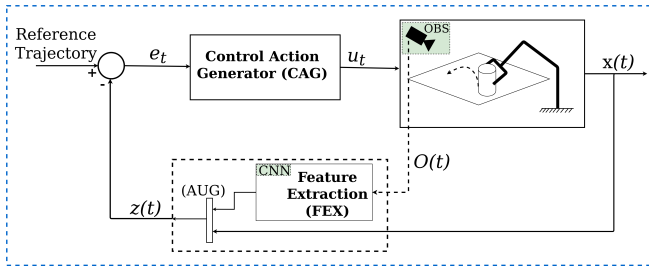 Reference
Trajectory
+
-
e_t
Control Action
Generator (CAG)
u_t
OBS
x(t)
O(t)
CNN
Feature
Extraction
(FEX)
(AUG)
z(t)